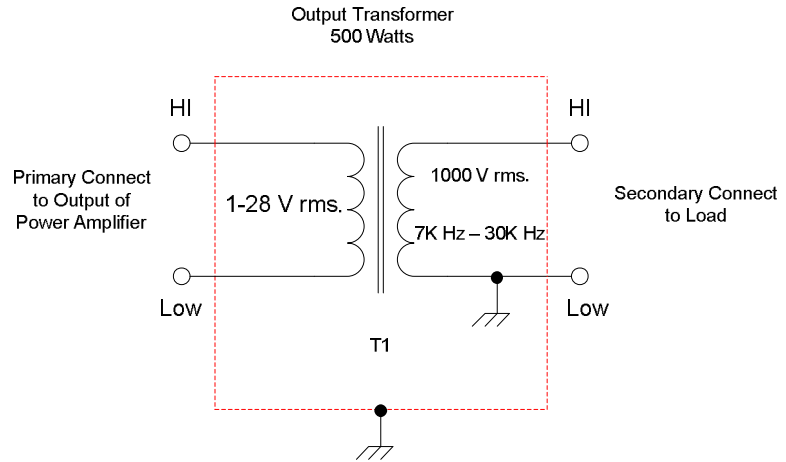 Output Transformer
500 Watts
HI
HI
Primary Connect
to Output of
Power Amplifier
1-28 V rms.
1000 V rms.
7K Hz – 30K Hz
Secondary Connect
to Load
Low
Low
T1